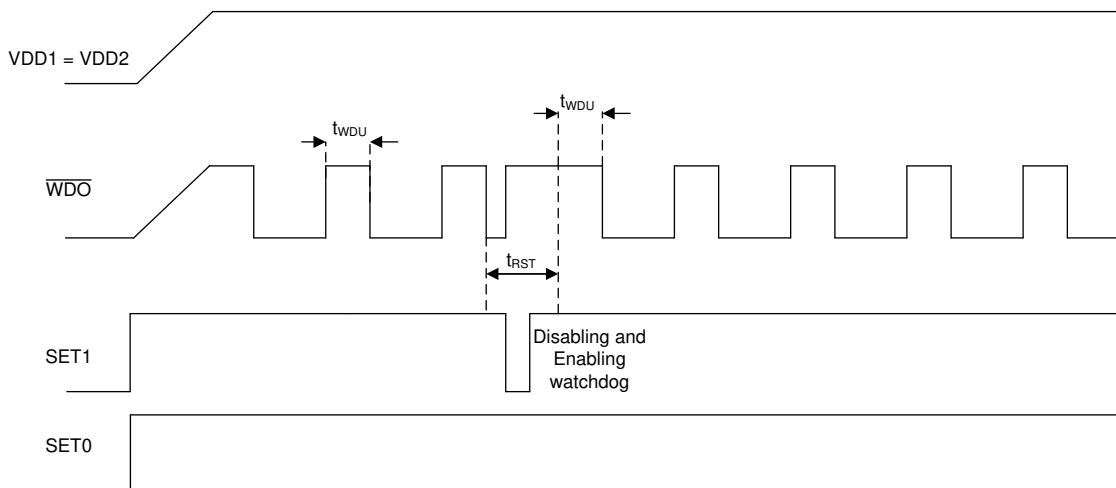 VDD1 = VDD2
tWDU
tWDU
WDO
tRST
SET1
Disabling and
Enabling
watchdog
SET0